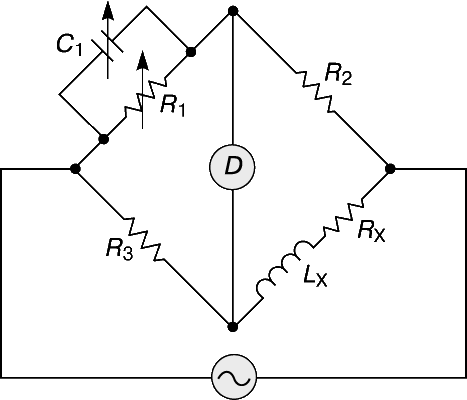 C₁
R₁
R₂
D
R₃
Rₓ
Lₓ